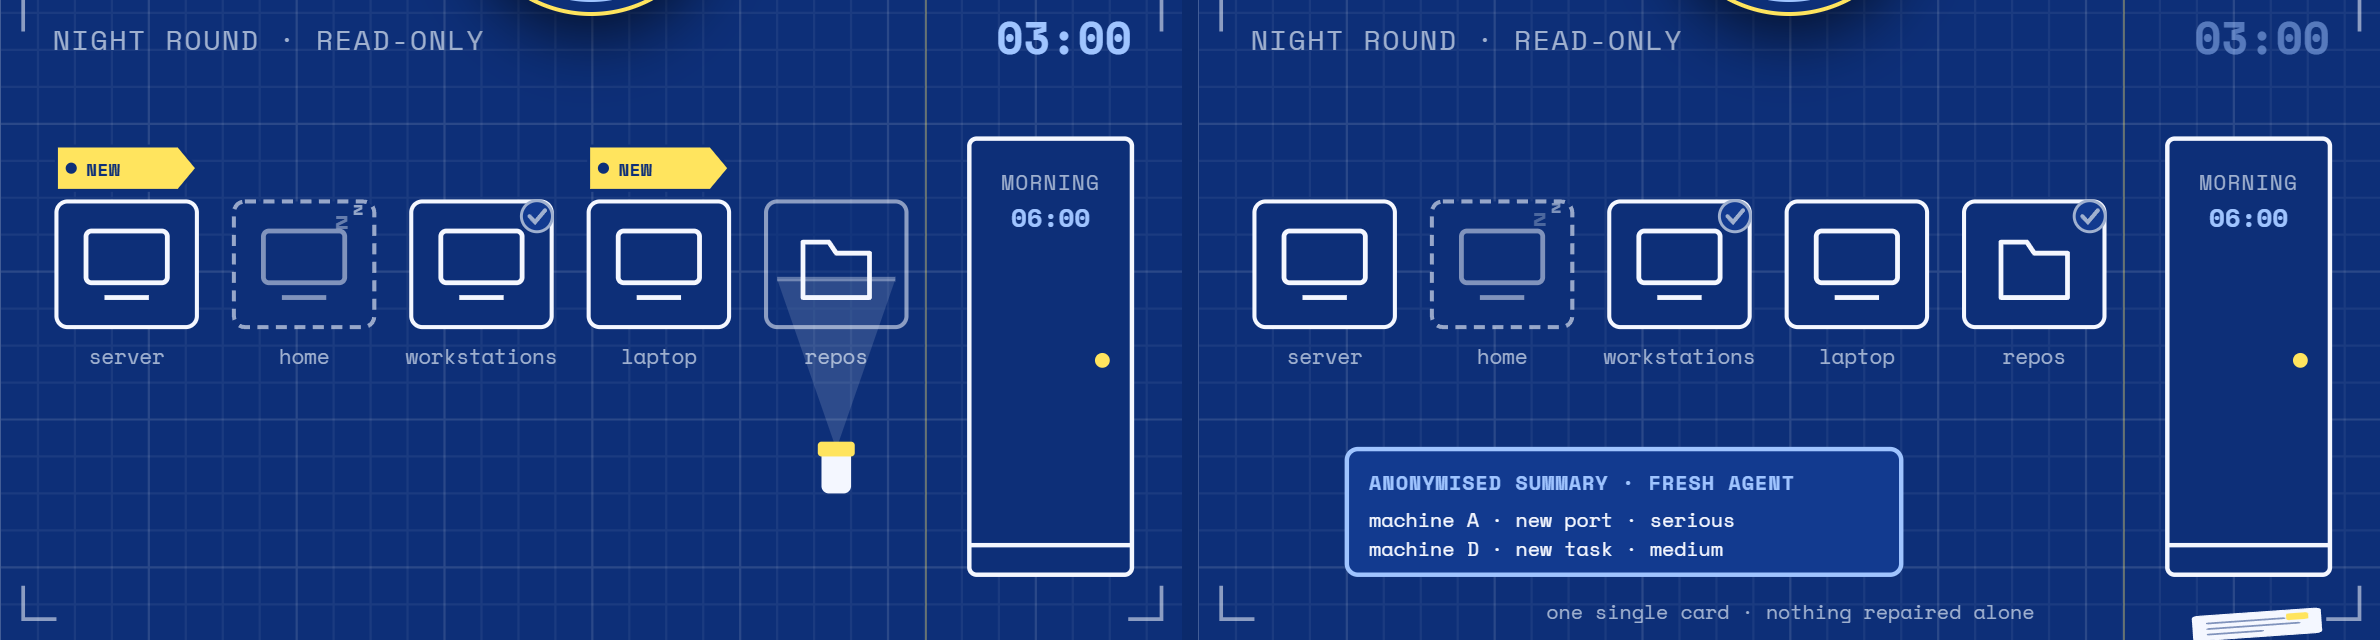 NIGHT ROUND · READ-ONLY
03:00
NEW
NEW
z
z
MORNING
06:00
server
home
workstations
laptop
repos
NIGHT ROUND · READ-ONLY
03:00
z
z
MORNING
06:00
server
home
workstations
laptop
repos
ANONYMISED SUMMARY · FRESH AGENT
machine A · new port · serious
machine D · new task · medium
one single card · nothing repaired alone